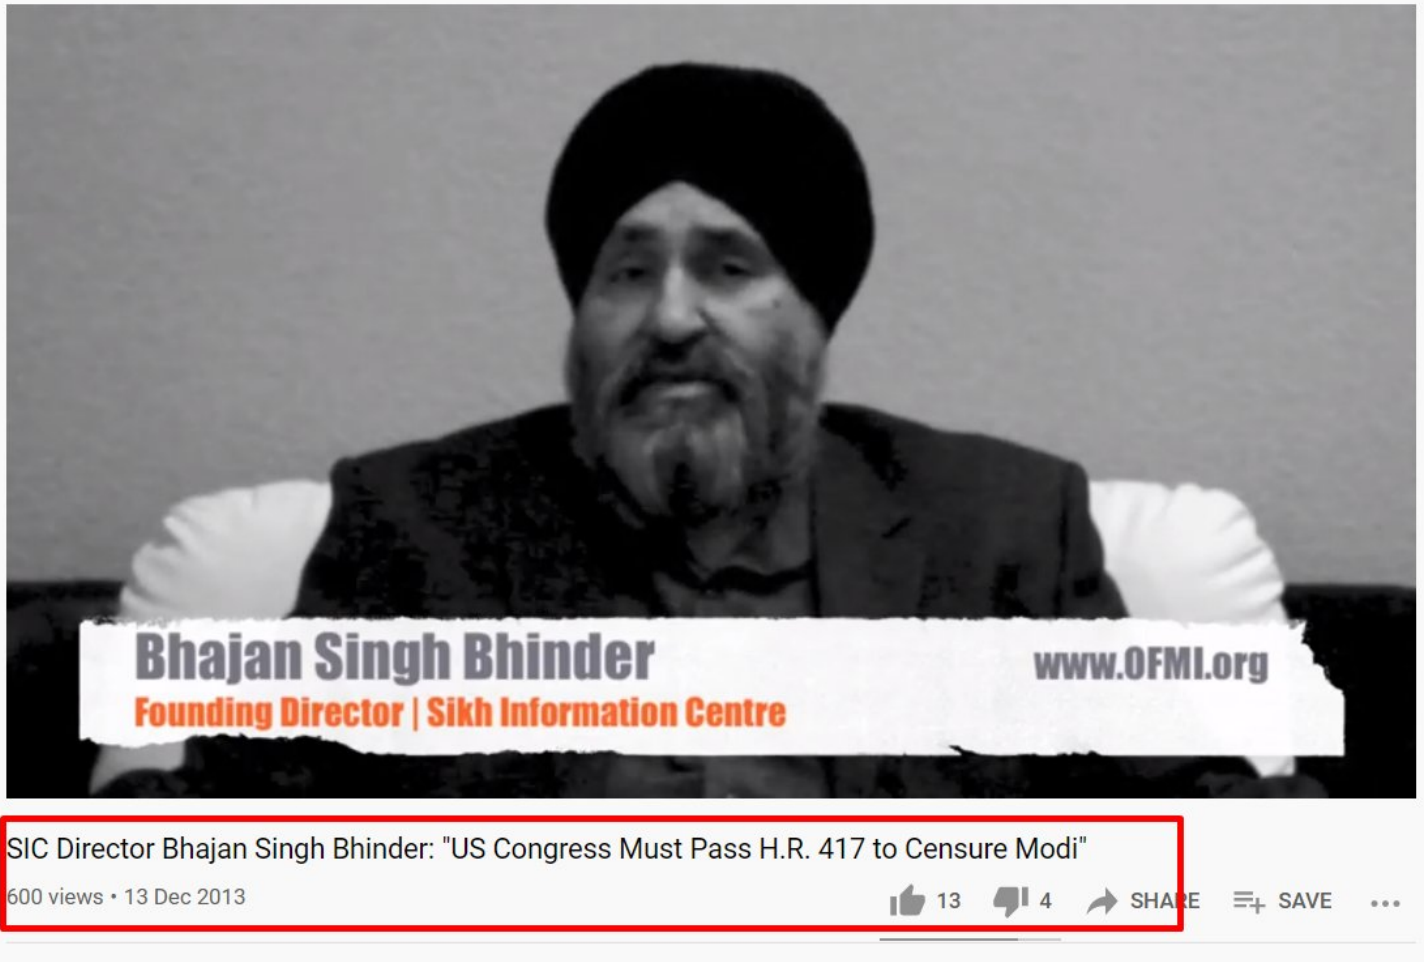 Bhajan Singh Bhinder
www.OFMI.org
Founding Director | Sikh Information Centre
SIC Director Bhajan Singh Bhinder: "US Congress Must Pass H.R. 417 to Censure Modi"
600 views • 13 Dec 2013
13
4
SHARE
SAVE